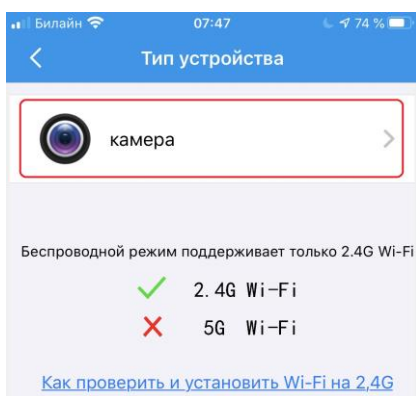 Билайн 07:47 74 %
Тип устройства
камера
Беспроводной режим поддерживает только 2.4G Wi-Fi
2.4G Wi-Fi
5G Wi-Fi
Как проверить и установить Wi-Fi на 2,4G